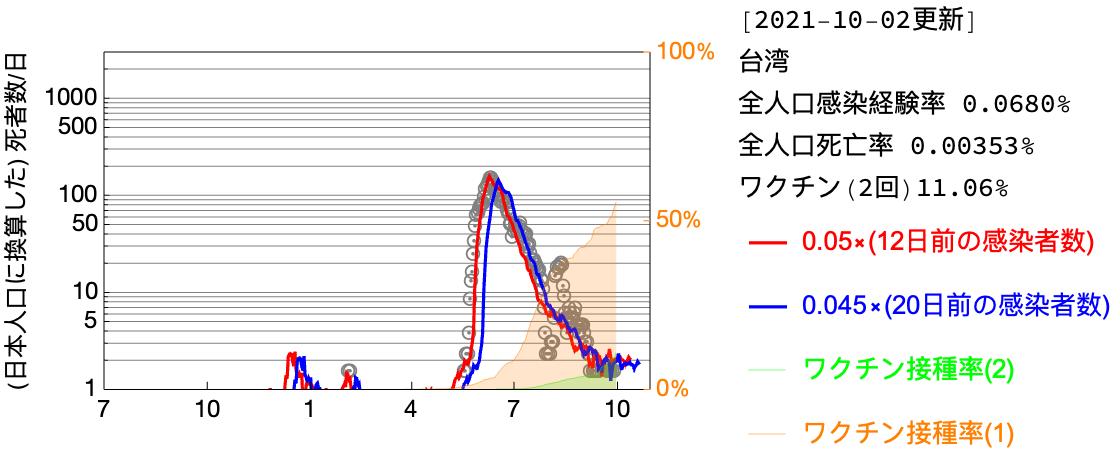 [2021-10-02更新]
台湾
全人口感染経験率 0.0680%
全人口死亡率 0.00353%
ワクチン(2回)11.06%
0.05×(12日前の感染者数)
0.045×(20日前の感染者数)
ワクチン接種率(2)
ワクチン接種率(1)
(日本人口に換算した) 死者数/日
1000
500
100
50
10
5
1
100%
50%
0%
7 10 1 4 7 10